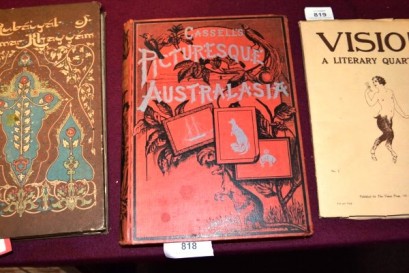 Rubáiyát of
Omar Khayyám
CASSELL'S
PICTURESQUE
AUSTRALASIA
818
819
VISION
A LITERARY QUART